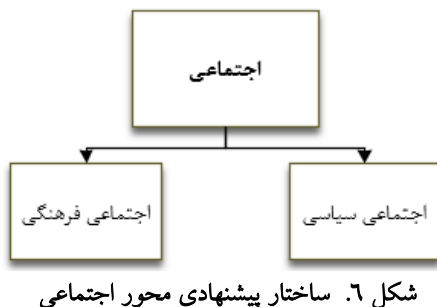 اجتماعی
اجتماعی سیاسی
اجتماعی فرهنگی
شکل ٦. ساختار پیشنهادی محور اجتماعی